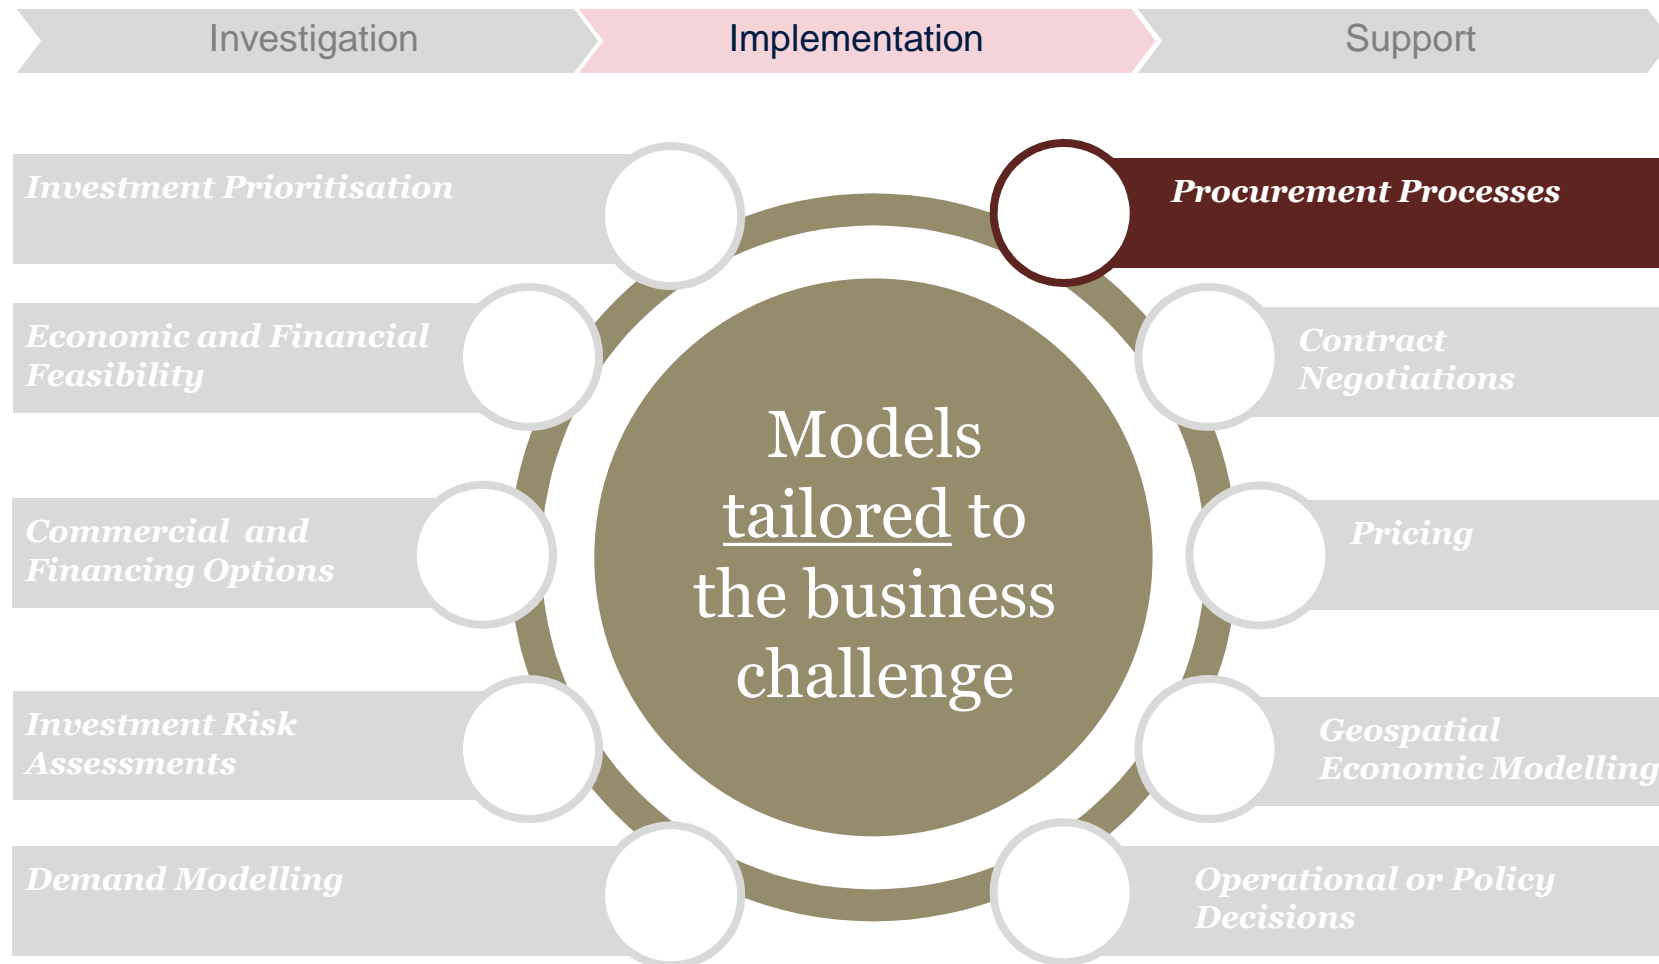 Investigation
Implementation
Support
Investment Prioritisation
Economic and Financial
Feasibility
Commercial and
Financing Options
Investment Risk
Assessments
Demand Modelling
Models
tailored to
the business
challenge
Procurement Processes
Contract
Negotiations
Pricing
Geospatial
Economic Modelling
Operational or Policy
Decisions